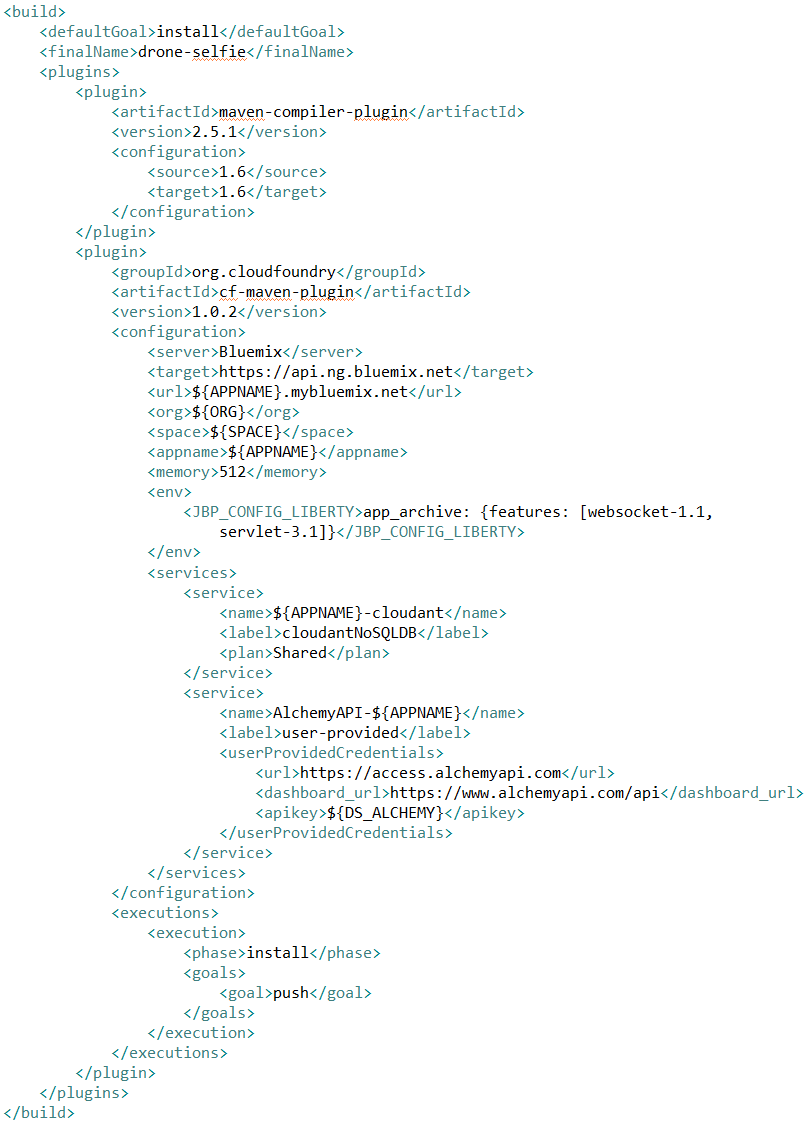 <build>
    <defaultGoal>install</defaultGoal>
    <finalName>drone-selfie</finalName>
    <plugins>
        <plugin>
            <artifactId>maven-compiler-plugin</artifactId>
            <version>2.5.1</version>
            <configuration>
                <source>1.6</source>
                <target>1.6</target>
            </configuration>
        </plugin>
        <plugin>
            <groupId>org.cloudfoundry</groupId>
            <artifactId>cf-maven-plugin</artifactId>
            <version>1.0.2</version>
            <configuration>
                <server>Bluemix</server>
                <target>https://api.ng.bluemix.net</target>
                <url>${APPNAME}.mybluemix.net</url>
                <org>${ORG}</org>
                <space>${SPACE}</space>
                <appname>${APPNAME}</appname>
                <memory>512</memory>
                <env>
                    <JBP_CONFIG_LIBERTY>app_archive: {features: [websocket-1.1,
                        servlet-3.1]}</JBP_CONFIG_LIBERTY>
                </env>
                <services>
                    <service>
                        <name>${APPNAME}-cloudant</name>
                        <label>cloudantNoSQLDB</label>
                        <plan>Shared</plan>
                    </service>
                    <service>
                        <name>AlchemyAPI-${APPNAME}</name>
                        <label>user-provided</label>
                        <userProvidedCredentials>
                            <url>https://access.alchemyapi.com</url>
                            <dashboard_url>https://www.alchemyapi.com/api</dashboard_url>
                            <apikey>${DS_ALCHEMY}</apikey>
                        </userProvidedCredentials>
                    </service>
                </services>
            </configuration>
            <executions>
                <execution>
                    <phase>install</phase>
                    <goals>
                        <goal>push</goal>
                    </goals>
                </execution>
            </executions>
        </plugin>
    </plugins>
</build>